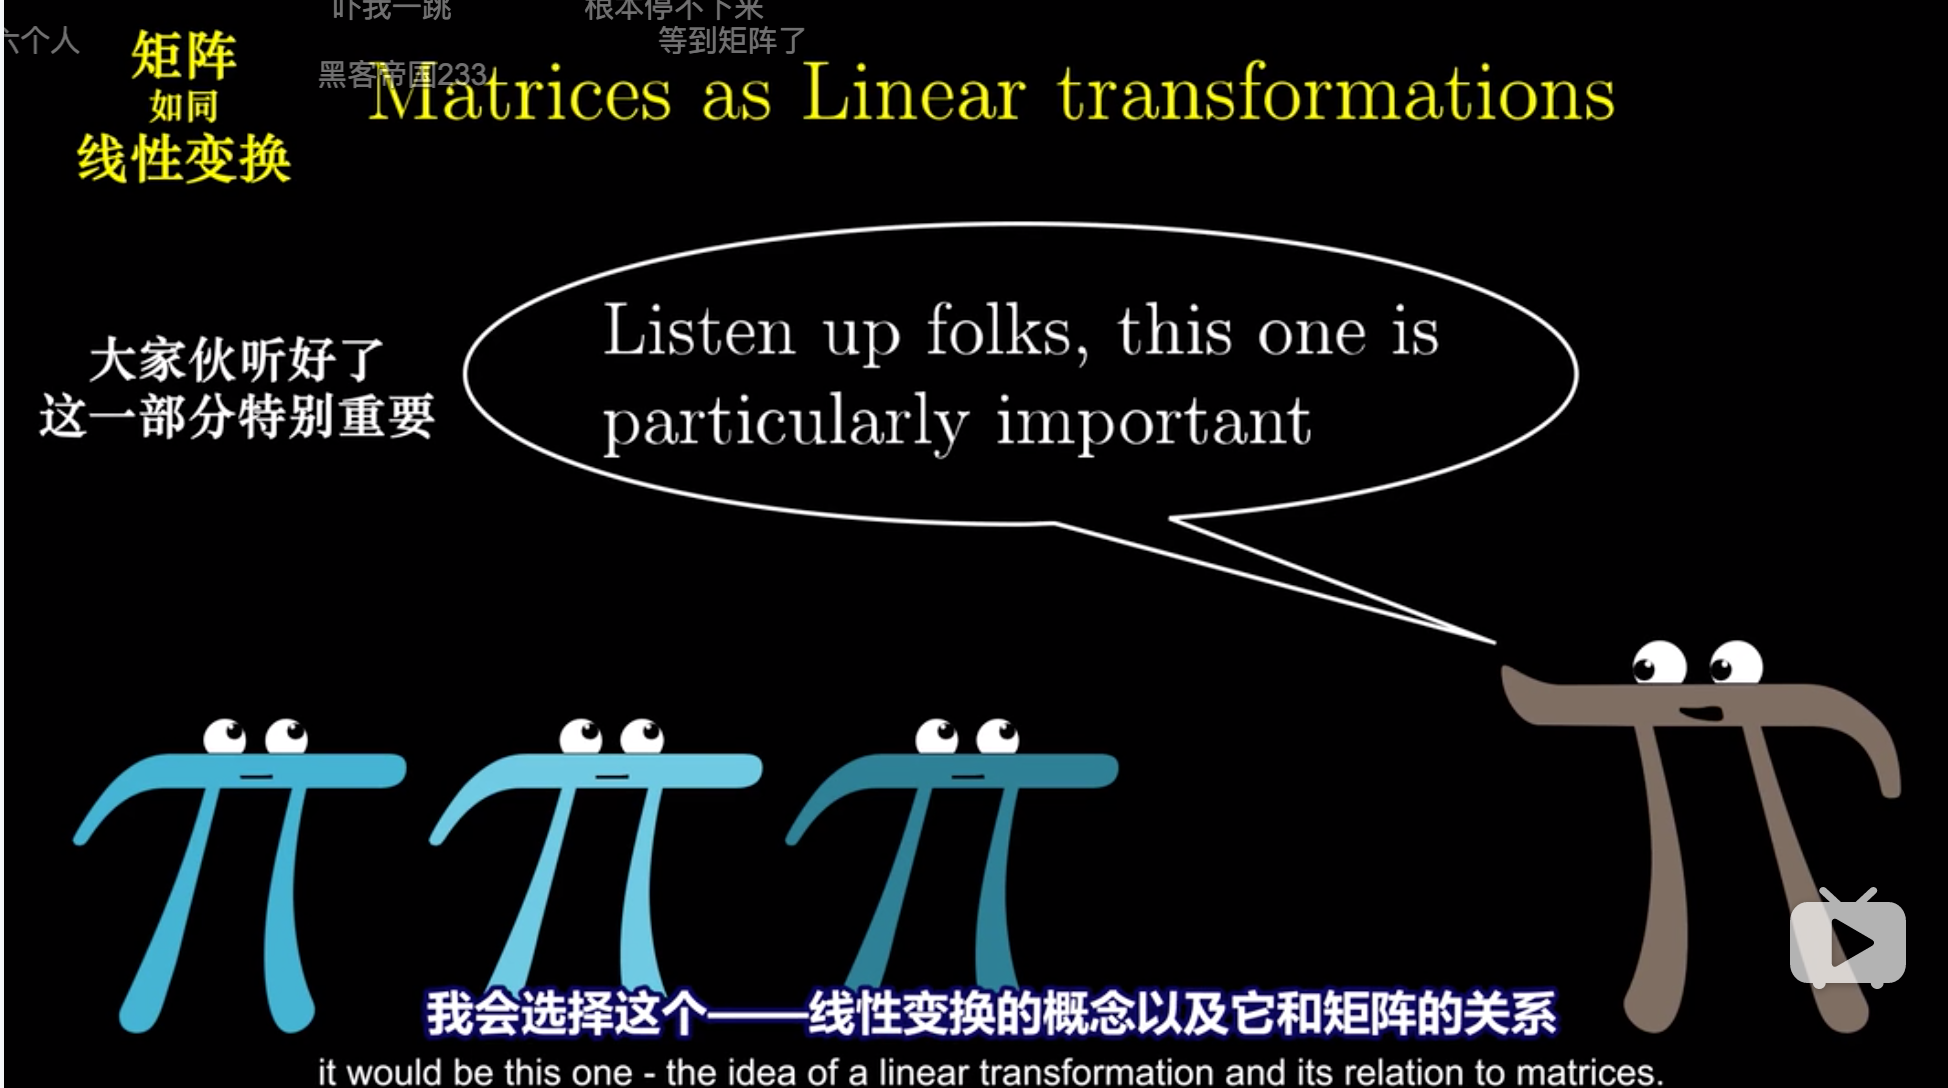 吓我一跳
根本停不下来
六个人
等到矩阵了
矩阵
如同
线性变换
黑客帝国233
Matrices as Linear transformations
大家伙听好了
这一部分特别重要
Listen up folks, this one is
particularly important
我会选择这个——线性变换的概念以及它和矩阵的关系
it would be this one - the idea of a linear transformation and its relation to matrices.